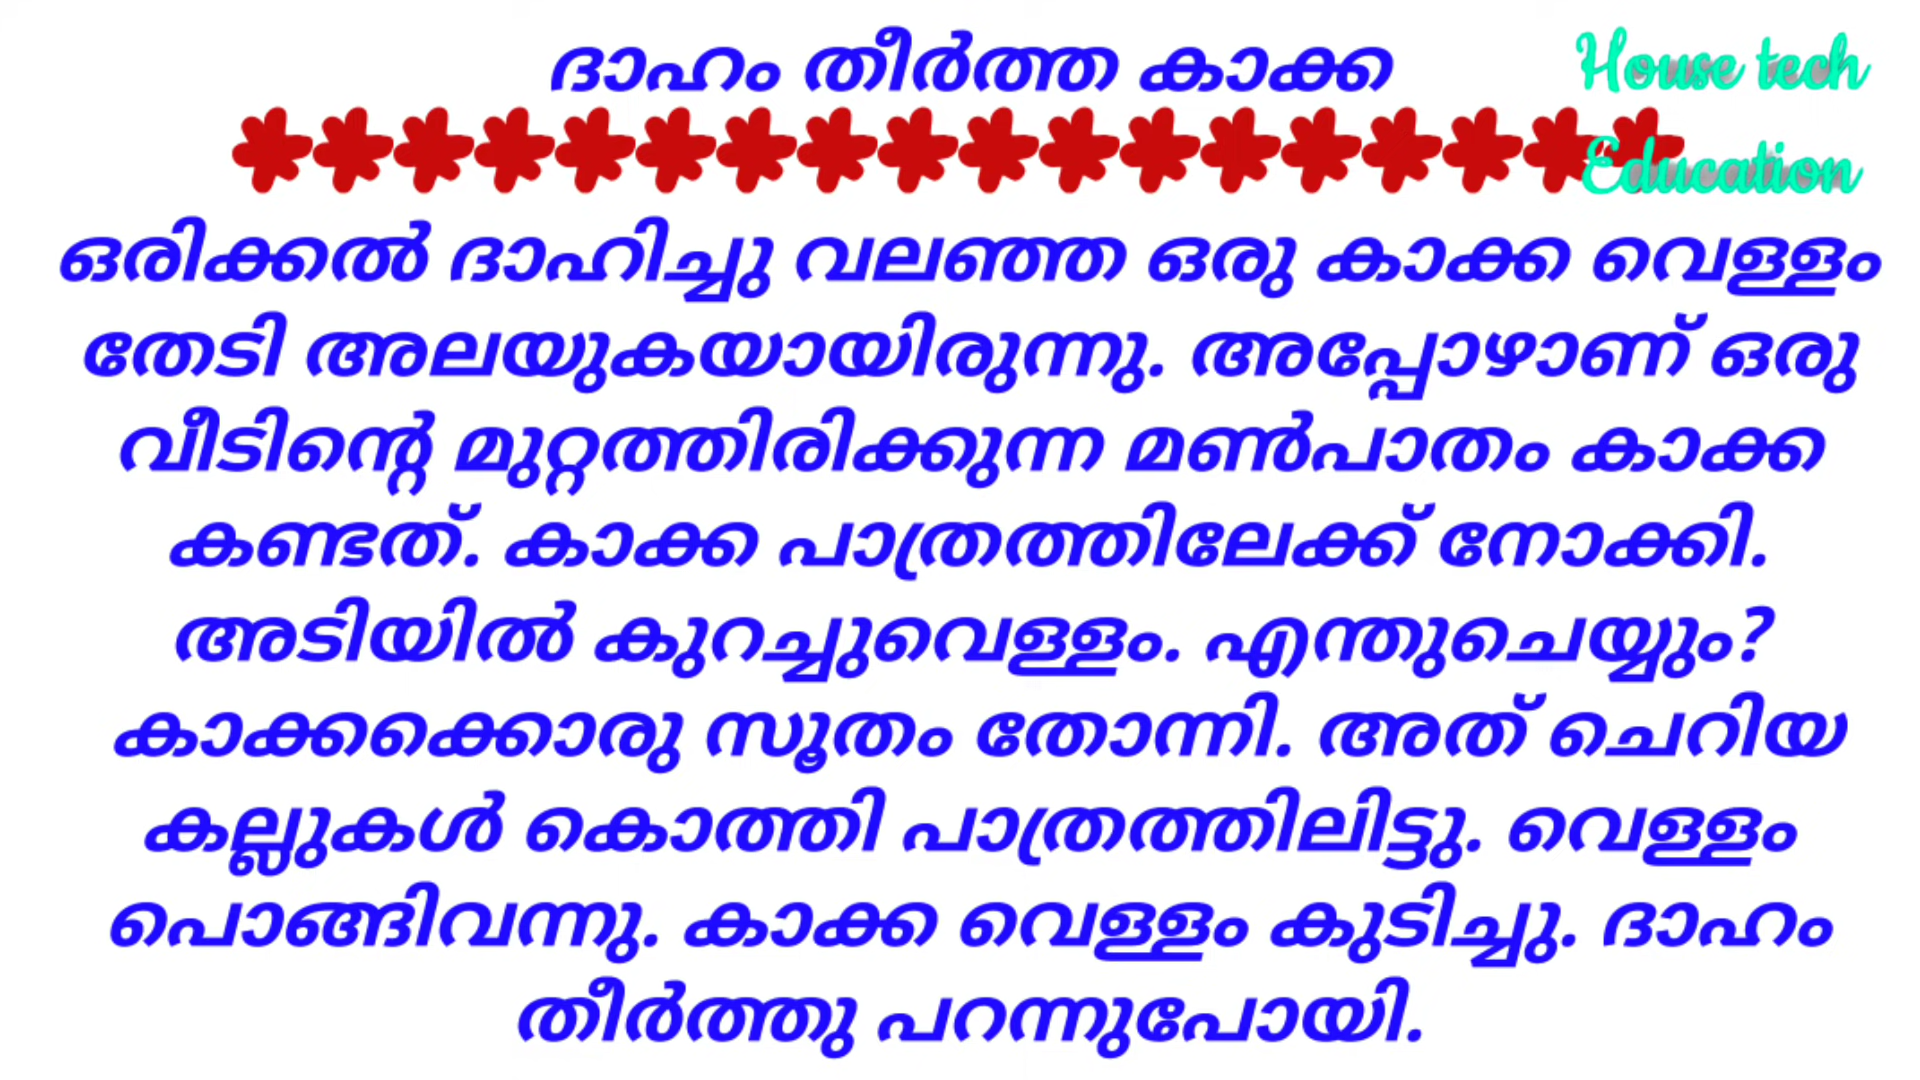 ദാഹം തീർത്ത കാക്ക
House tech
Education
ഒരിക്കൽ ദാഹിച്ചു വലഞ്ഞ ഒരു കാക്ക വെള്ളം
തേടി അലയുകയായിരുന്നു. അപ്പോഴാണ് ഒരു
വീടിന്റെ മുറ്റത്തിരിക്കുന്ന മൺപാതം കാക്ക
കണ്ടത്. കാക്ക പാത്രത്തിലേക്ക് നോക്കി.
അടിയിൽ കുറച്ചുവെള്ളം. എന്തുചെയ്യും?
കാക്കക്കൊരു സൂതം തോന്നി. അത് ചെറിയ
കല്ലുകൾ കൊത്തി പാത്രത്തിലിട്ടു. വെള്ളം
പൊങ്ങിവന്നു. കാക്ക വെള്ളം കുടിച്ചു. ദാഹം
തീർത്തു പറന്നുപോയി.